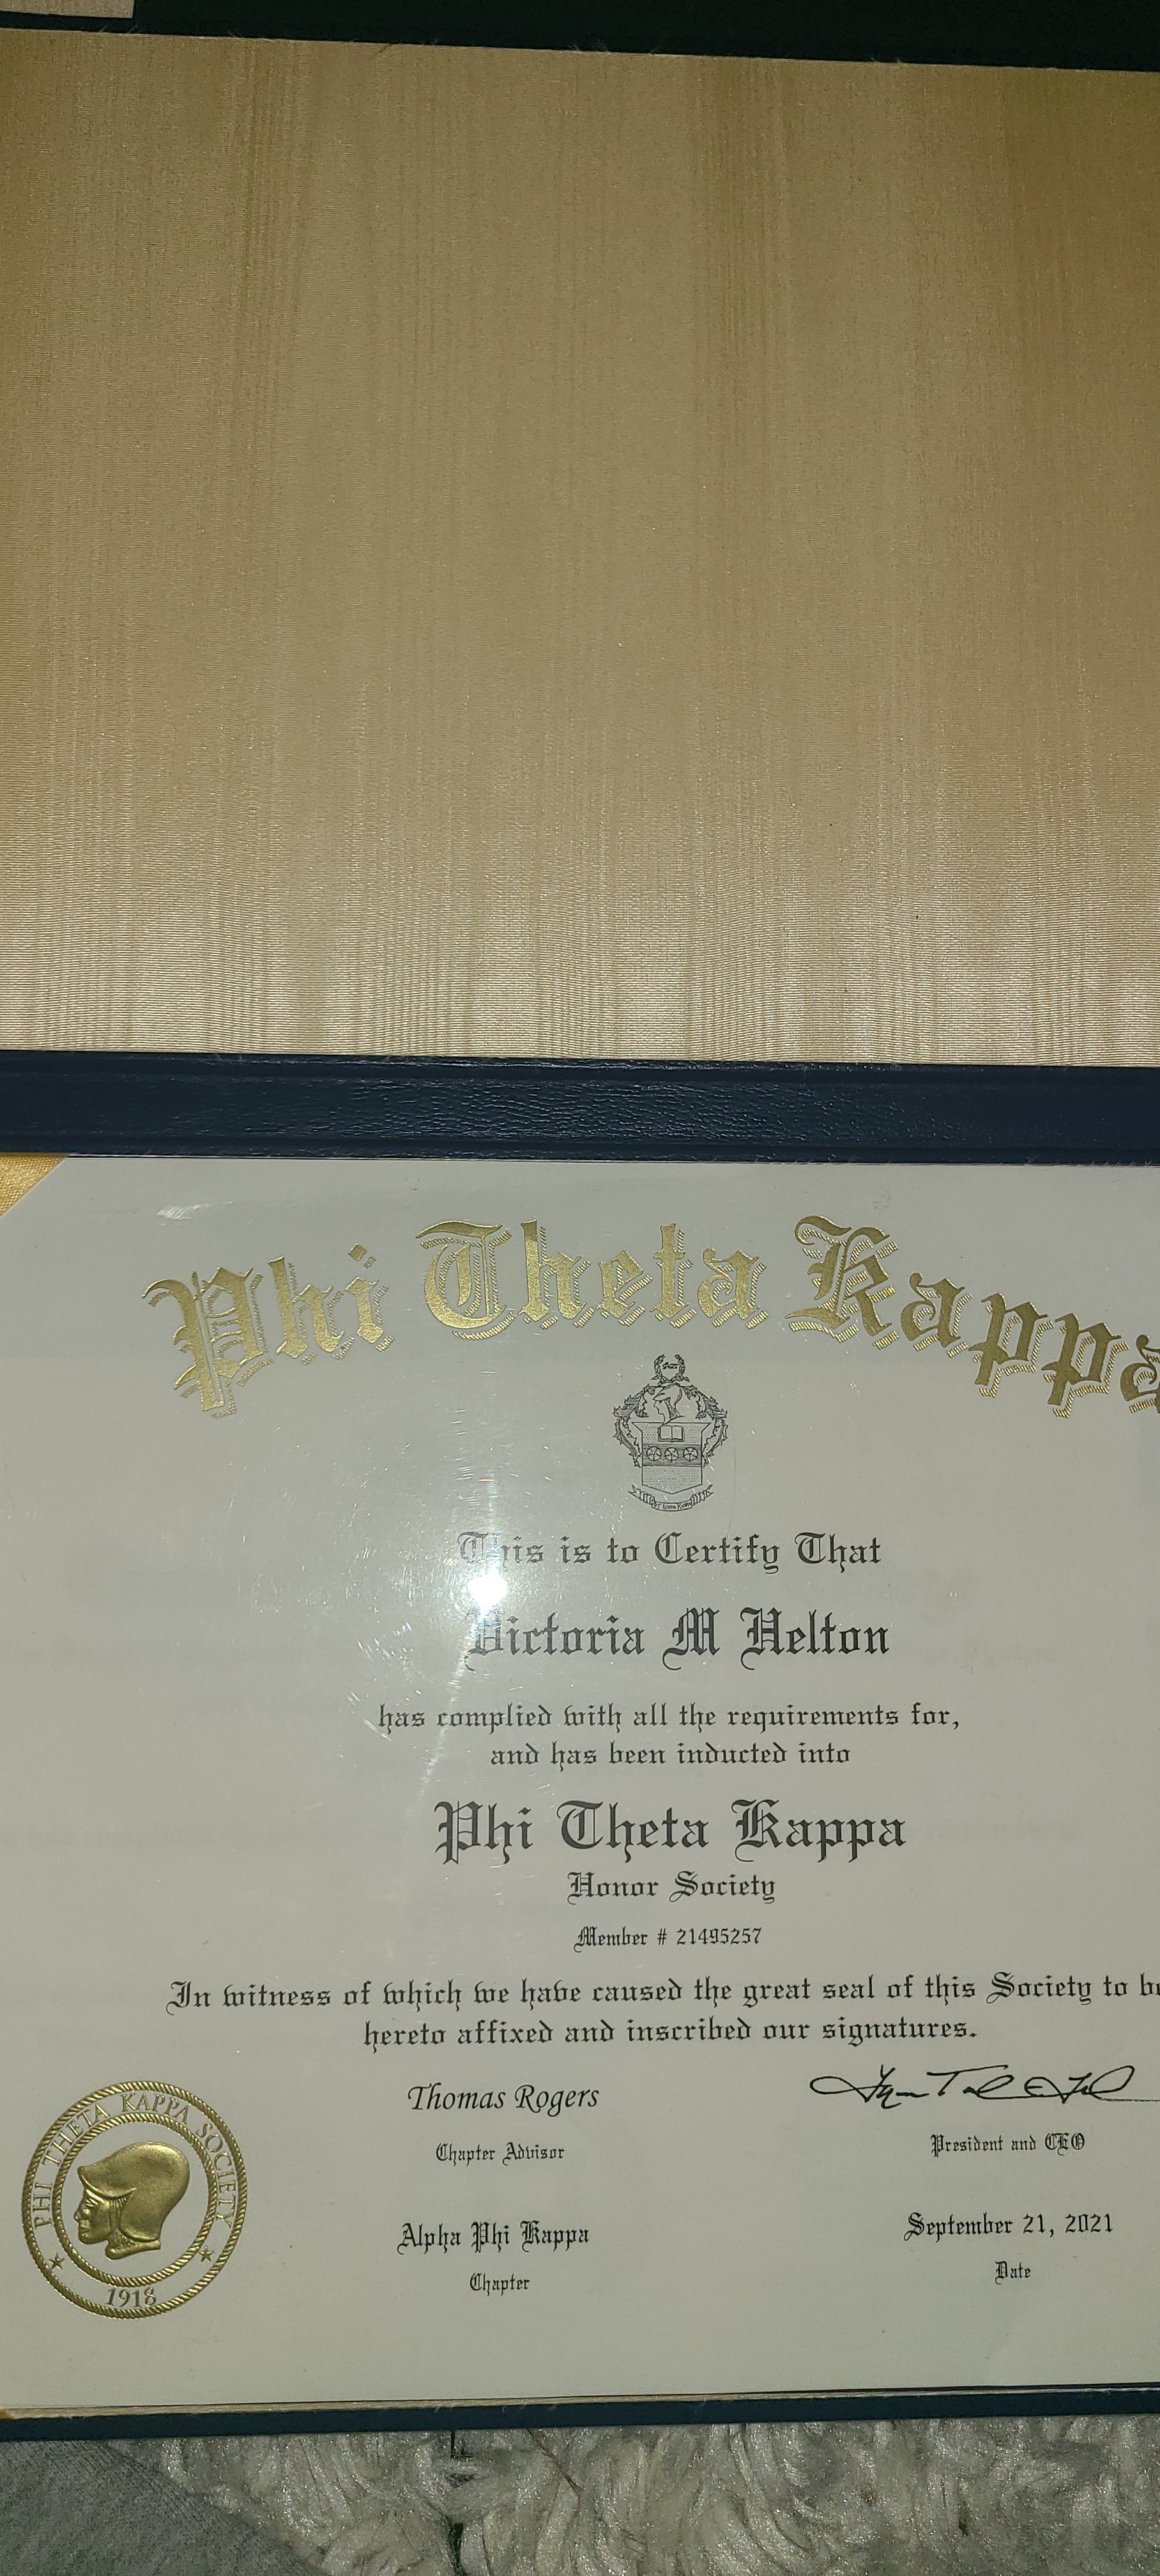 Phi Theta Kappa
This is to Certify That
Victoria M Helton
has complied with all the requirements for,
and has been inducted into
Phi Theta Kappa
Honor Society
Member # 21495257
In witness of which we have caused the great seal of this Society to be
hereto affixed and inscribed our signatures.
Thomas Rogers
Chapter Advisor
President and CEO
Alpha Phi Kappa
Chapter
September 21, 2021
Date
PHI THETA KAPPA SOCIETY
1918